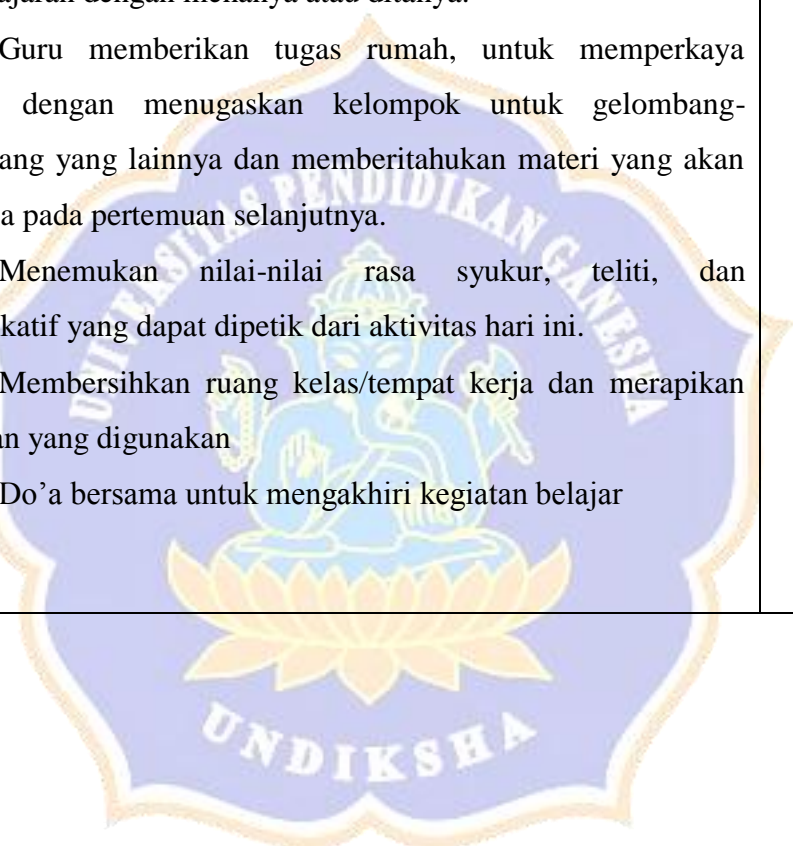 ajaran dengan menanya atau ditanya.
Guru memberikan tugas rumah, untuk memperkaya
dengan menugaskan kelompok untuk gelombang-
ang yang lainnya dan memberitahukan materi yang akan
a pada pertemuan selanjutnya.
Menemukan nilai-nilai rasa syukur, teliti, dan
katif yang dapat dipetik dari aktivitas hari ini.
Membersihkan ruang kelas/tempat kerja dan merapikan
an yang digunakan
Do’a bersama untuk mengakhiri kegiatan belajar
UNIVERSITAS PENDIDIKAN GANESHA
UNDIKSHA